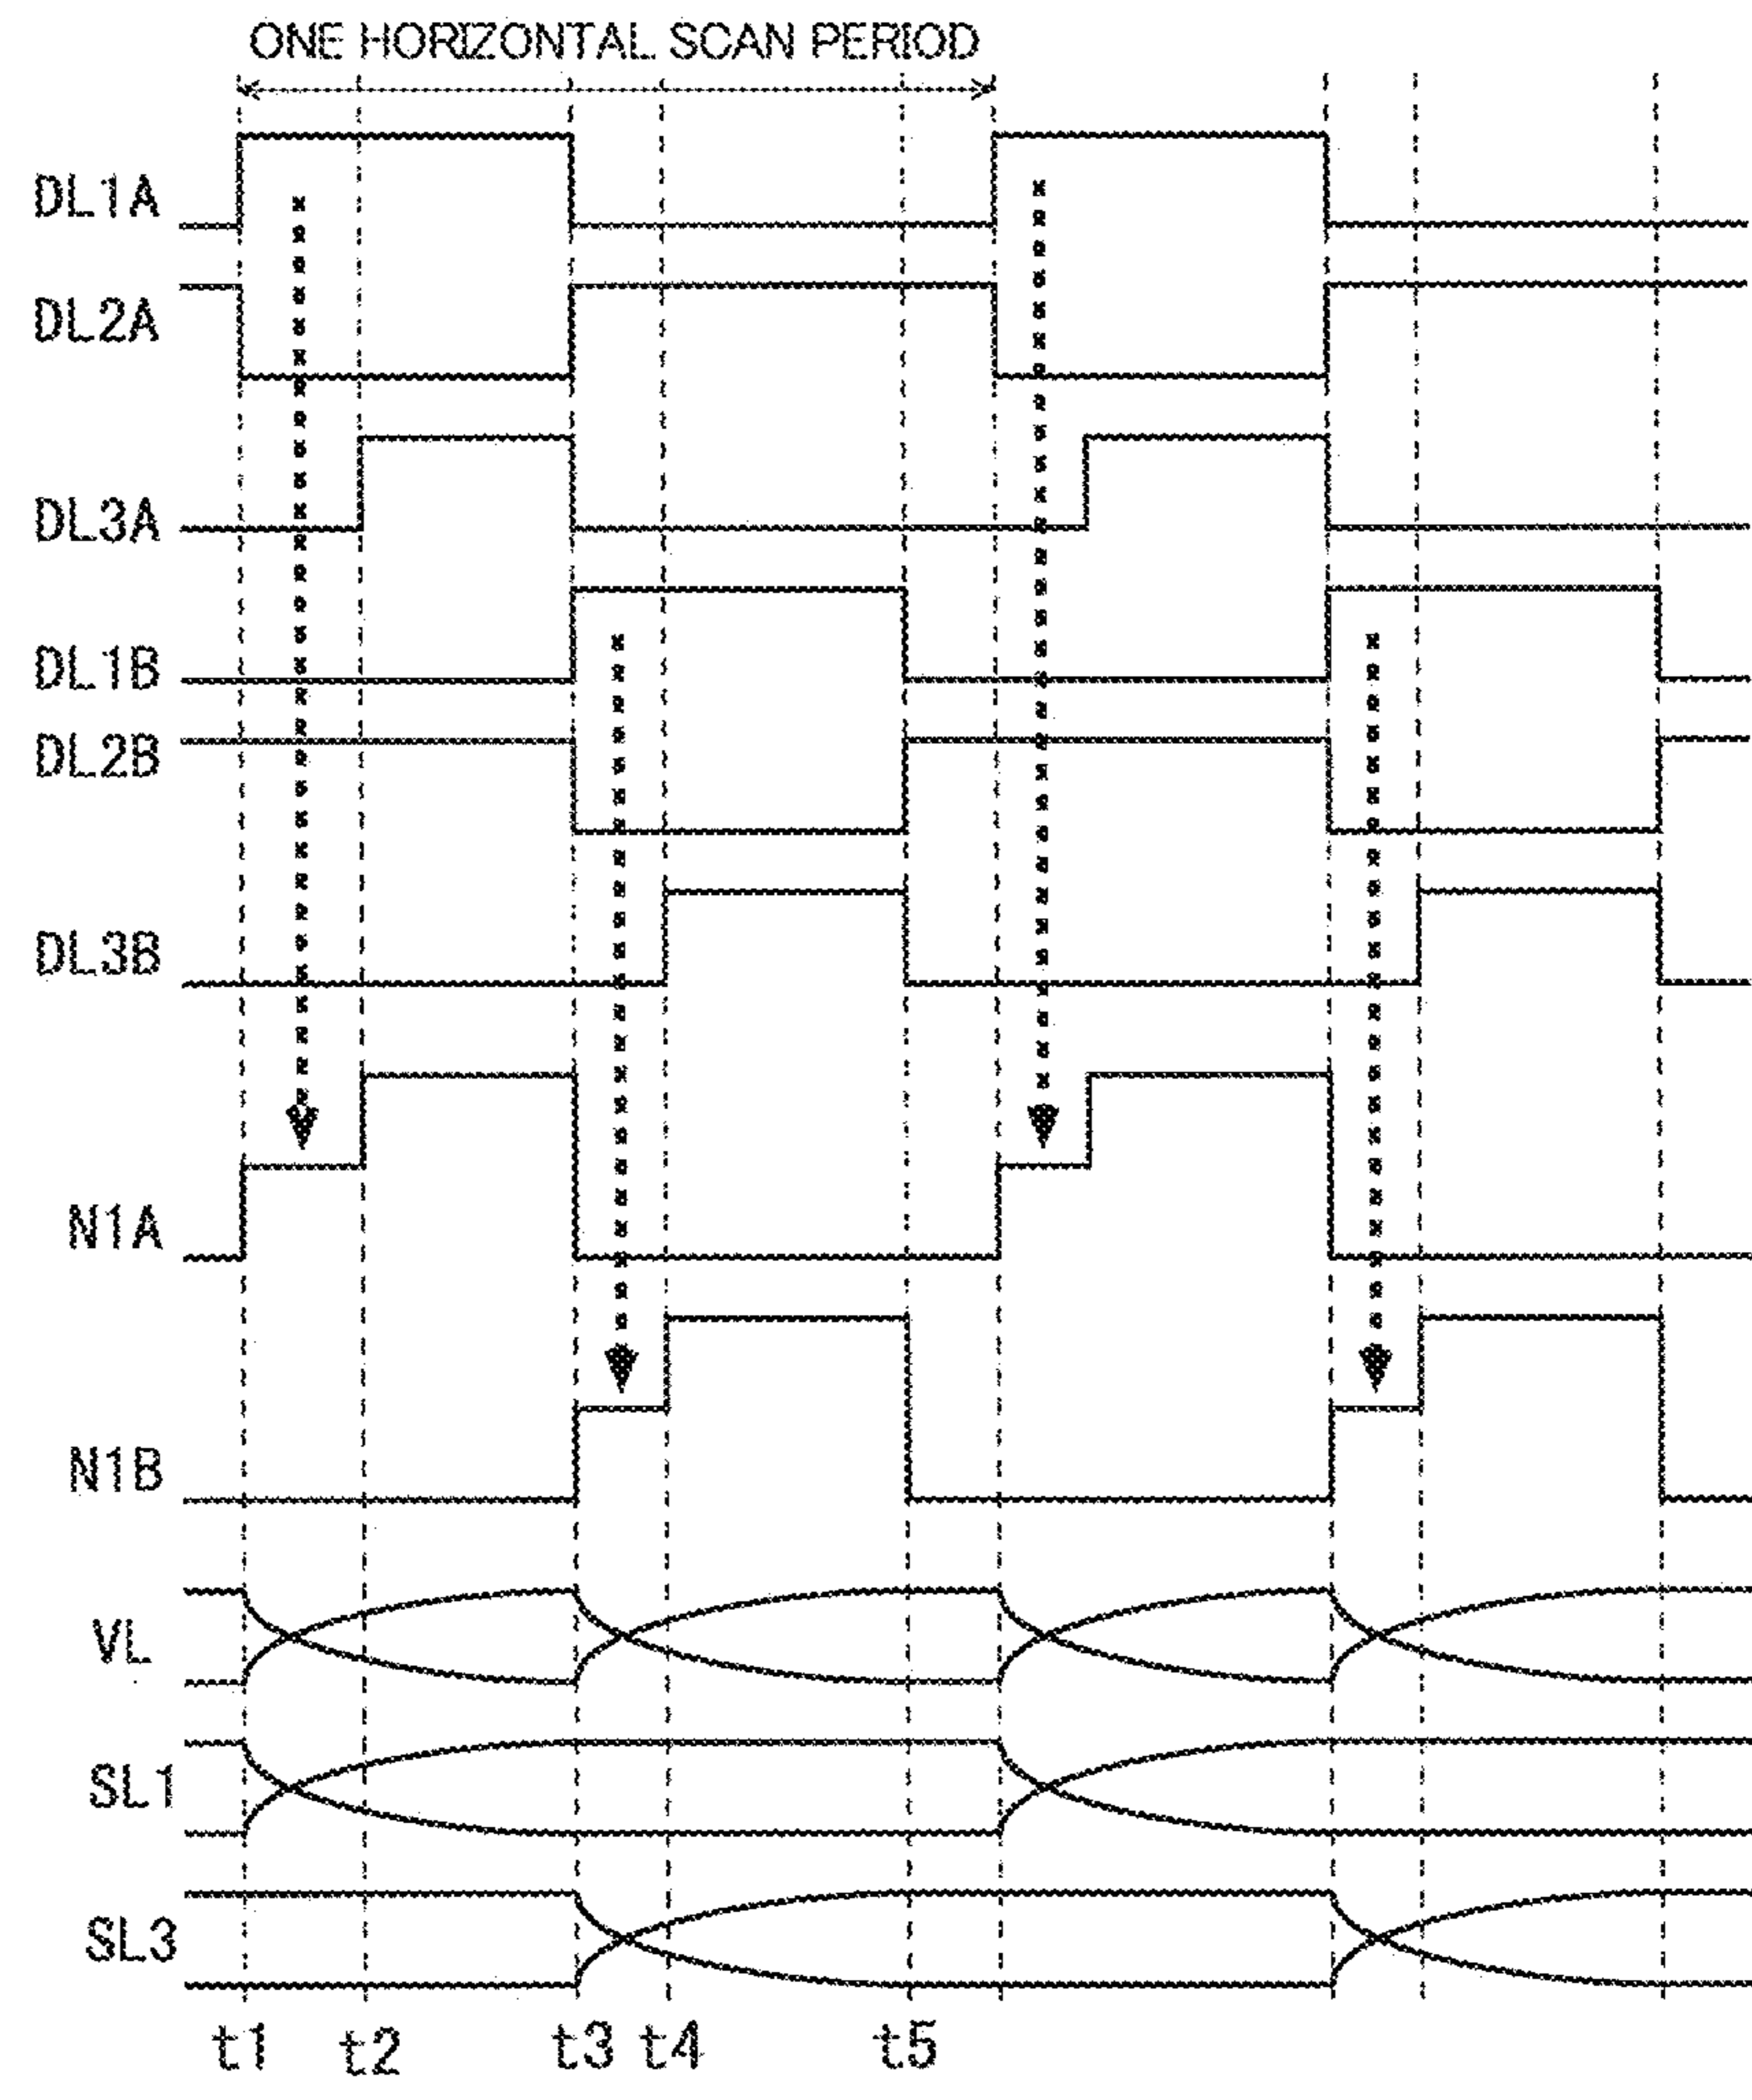 ONE HORIZONTAL SCAN PERIOD
DL1A
DL2A
DL3A
DL1B
DL2B
DL3B
N1A
N1B
VL
SL1
SL3
t1 t2 t3 t4 t5